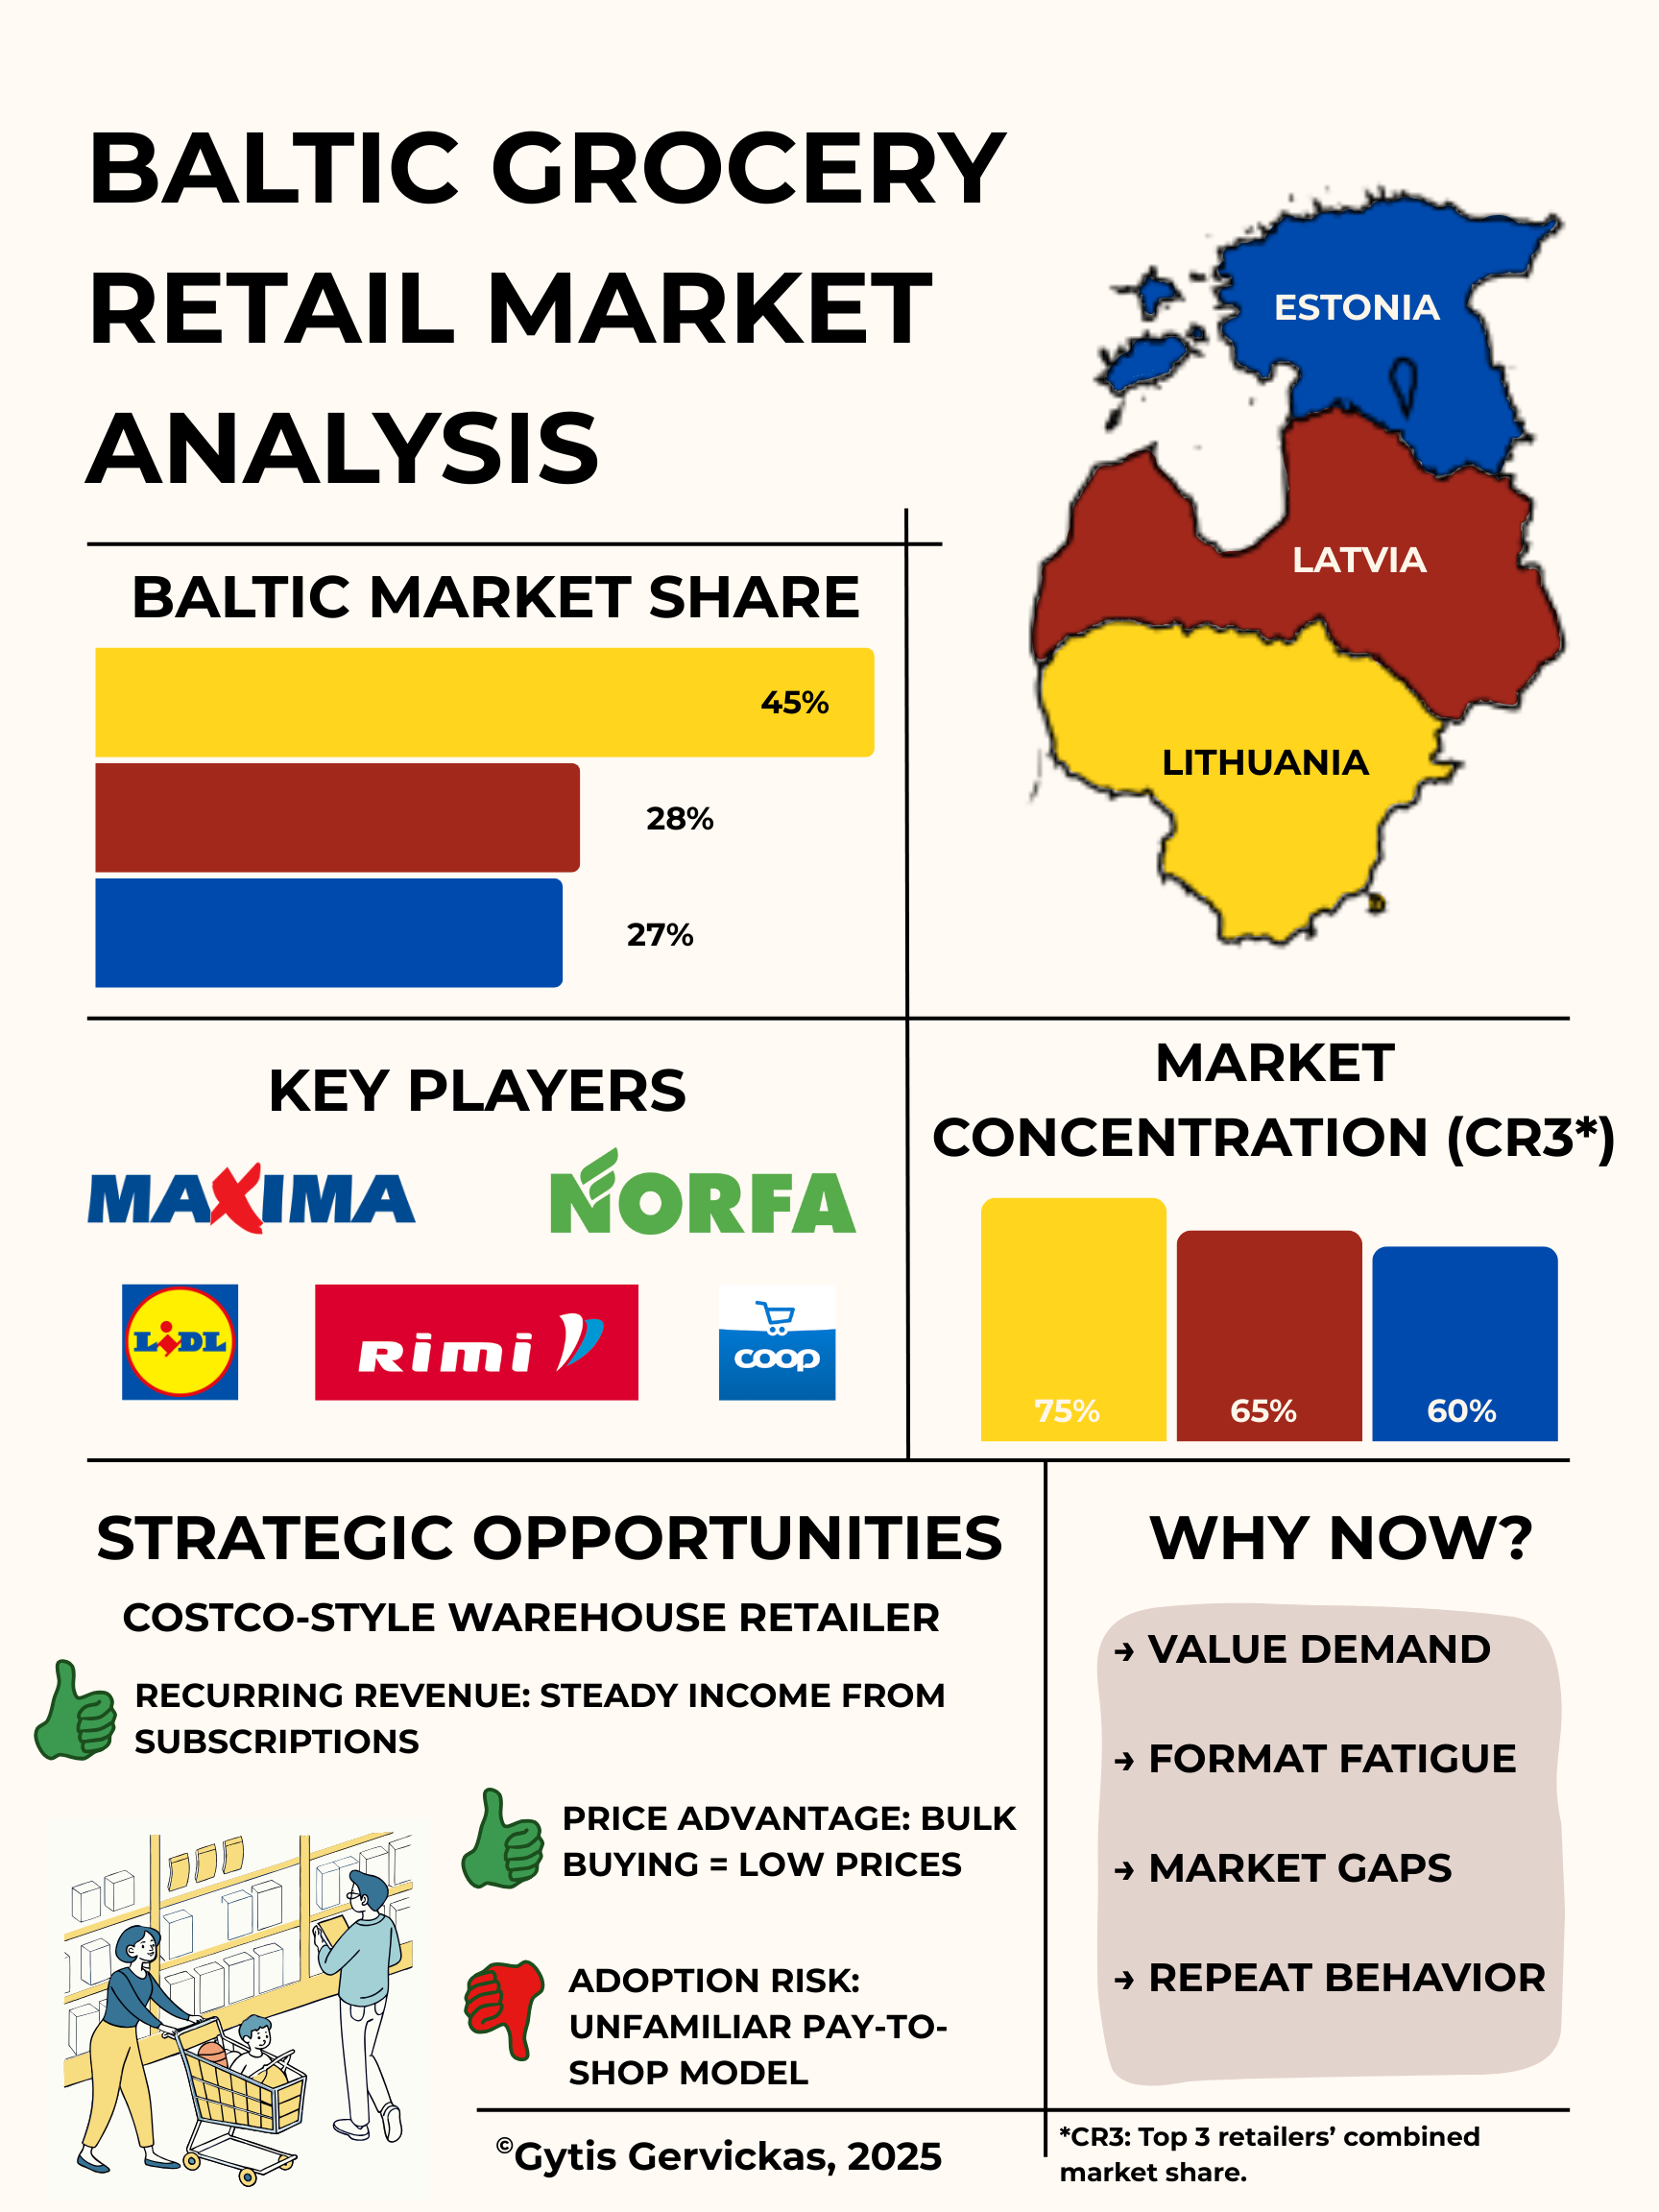 BALTIC GROCERY
RETAIL MARKET
ANALYSIS
ESTONIA
LATVIA
LITHUANIA
BALTIC MARKET SHARE
45%
28%
27%
KEY PLAYERS
MAXIMA
NORFA
LiDL
Rimi
coop
MARKET
CONCENTRATION (CR3*)
75%
65%
60%
STRATEGIC OPPORTUNITIES
COSTCO-STYLE WAREHOUSE RETAILER
RECURRING REVENUE: STEADY INCOME FROM
SUBSCRIPTIONS
PRICE ADVANTAGE: BULK
BUYING = LOW PRICES
ADOPTION RISK:
UNFAMILIAR PAY-TO-
SHOP MODEL
WHY NOW?
→ VALUE DEMAND
→ FORMAT FATIGUE
→ MARKET GAPS
→ REPEAT BEHAVIOR
©Gytis Gervickas, 2025
*CR3: Top 3 retailers’ combined
market share.